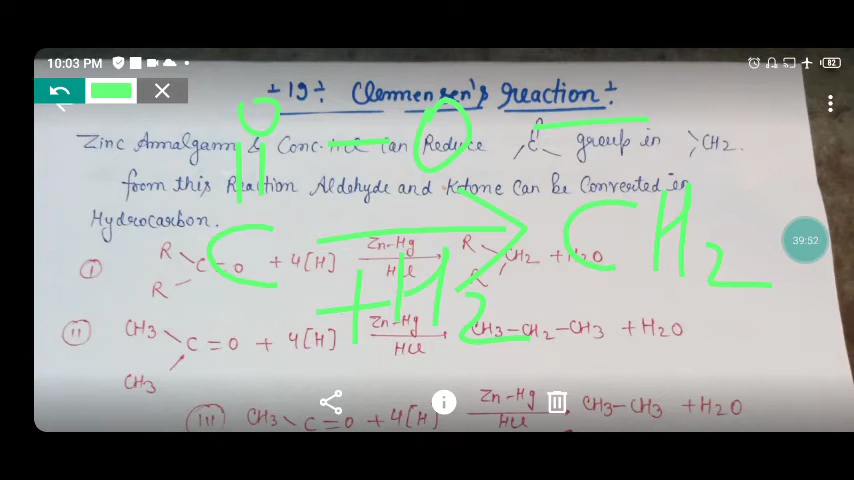 10:03 PM
82
÷19÷ Clemmensen's reaction÷
Zinc Amalgam & Conc. HCl Can Reduce C=O group in >CH2.
from this Reaction Aldehyde and Ketone can be Converted in
Hydrocarbon.
O
||
C +H2 → CH2
39:52
(I) R R C=O + 4[H] Zn-Hg HCl R R CH2 + H2O
(II) CH3 CH3 C=O + 4[H] Zn-Hg HCl CH3-CH2-CH3 + H2O
(III) CH3 C=O + 4[H] Zn-Hg HCl CH3-CH3 + H2O